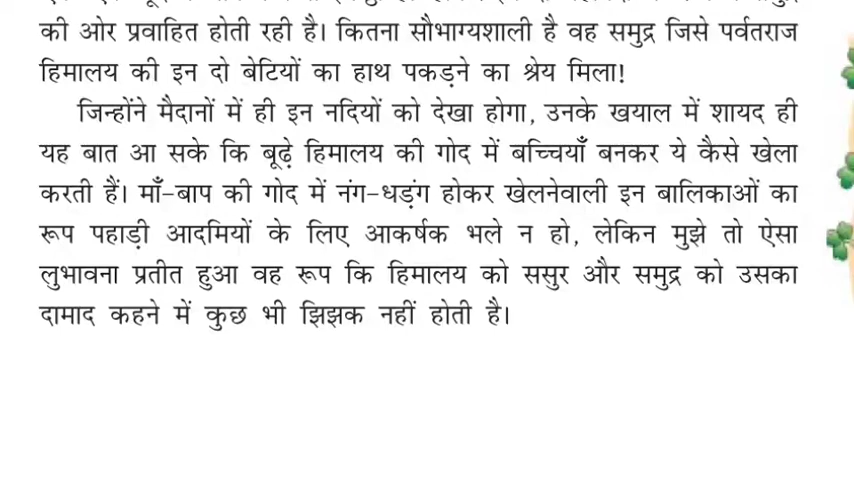 की ओर प्रवाहित होती रही है। कितना सौभाग्यशाली है वह समुद्र जिसे पर्वतराज
हिमालय की इन दो बेटियों का हाथ पकड़ने का श्रेय मिला!
जिन्होंने मैदानों में ही इन नदियों को देखा होगा, उनके खयाल में शायद ही
यह बात आ सके कि बूढ़े हिमालय की गोद में बच्चियाँ बनकर ये कैसे खेला
करती हैं। माँ-बाप की गोद में नंग-धड़ंग होकर खेलनेवाली इन बालिकाओं का
रूप पहाड़ी आदमियों के लिए आकर्षक भले न हो, लेकिन मुझे तो ऐसा
लुभावना प्रतीत हुआ वह रूप कि हिमालय को ससुर और समुद्र को उसका
दामाद कहने में कुछ भी झिझक नहीं होती है।